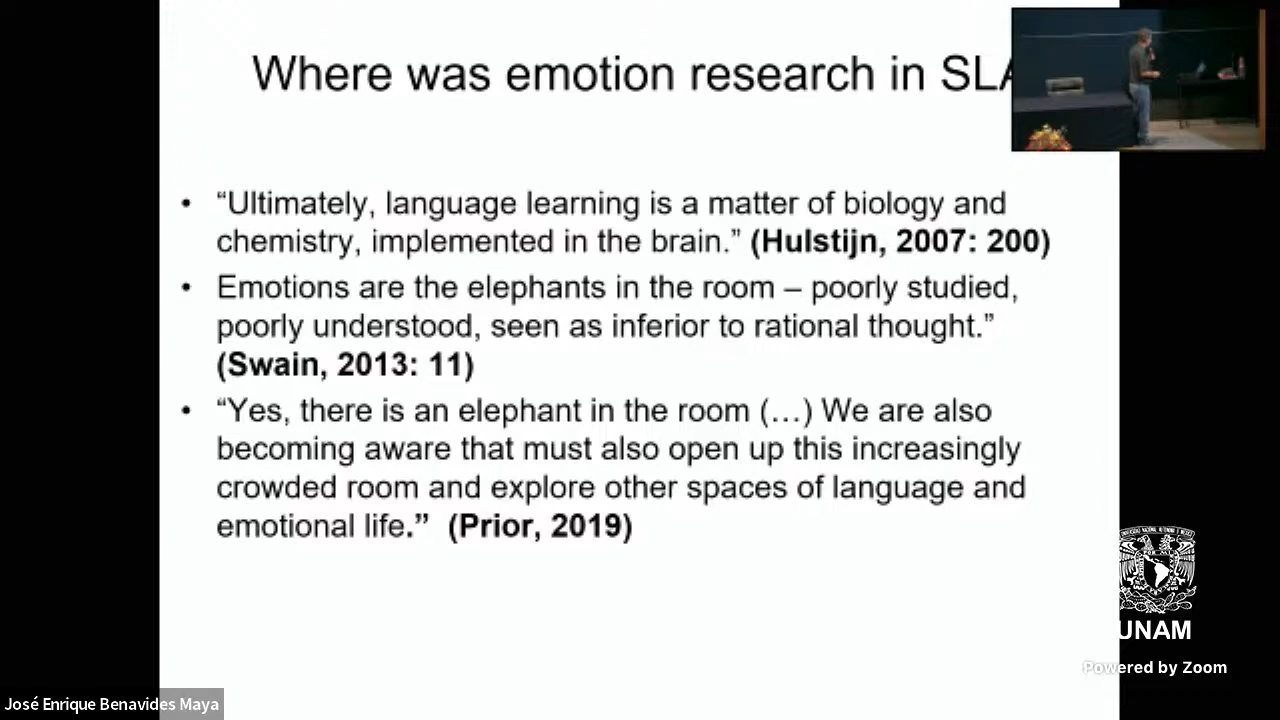 Where was emotion research in SLA
• “Ultimately, language learning is a matter of biology and
chemistry, implemented in the brain.” (Hulstijn, 2007: 200)
• Emotions are the elephants in the room – poorly studied,
poorly understood, seen as inferior to rational thought.”
(Swain, 2013: 11)
• “Yes, there is an elephant in the room (…) We are also
becoming aware that must also open up this increasingly
crowded room and explore other spaces of language and
emotional life.” (Prior, 2019)
UNAM
Powered by Zoom
José Enrique Benavides Maya